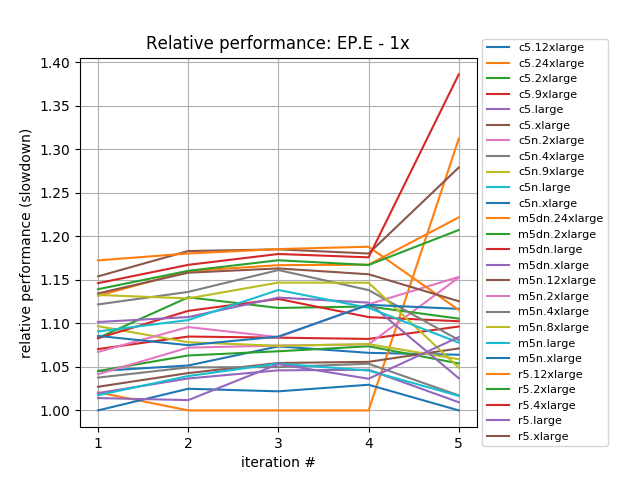 Relative performance: EP.E - 1x
relative performance (slowdown)
1.40
1.35
1.30
1.25
1.20
1.15
1.10
1.05
1.00
1 2 3 4 5
iteration #
c5.12xlarge
c5.24xlarge
c5.2xlarge
c5.9xlarge
c5.large
c5.xlarge
c5n.2xlarge
c5n.4xlarge
c5n.9xlarge
c5n.large
c5n.xlarge
m5dn.24xlarge
m5dn.2xlarge
m5dn.large
m5dn.xlarge
m5n.12xlarge
m5n.2xlarge
m5n.4xlarge
m5n.8xlarge
m5n.large
m5n.xlarge
r5.12xlarge
r5.2xlarge
r5.4xlarge
r5.large
r5.xlarge